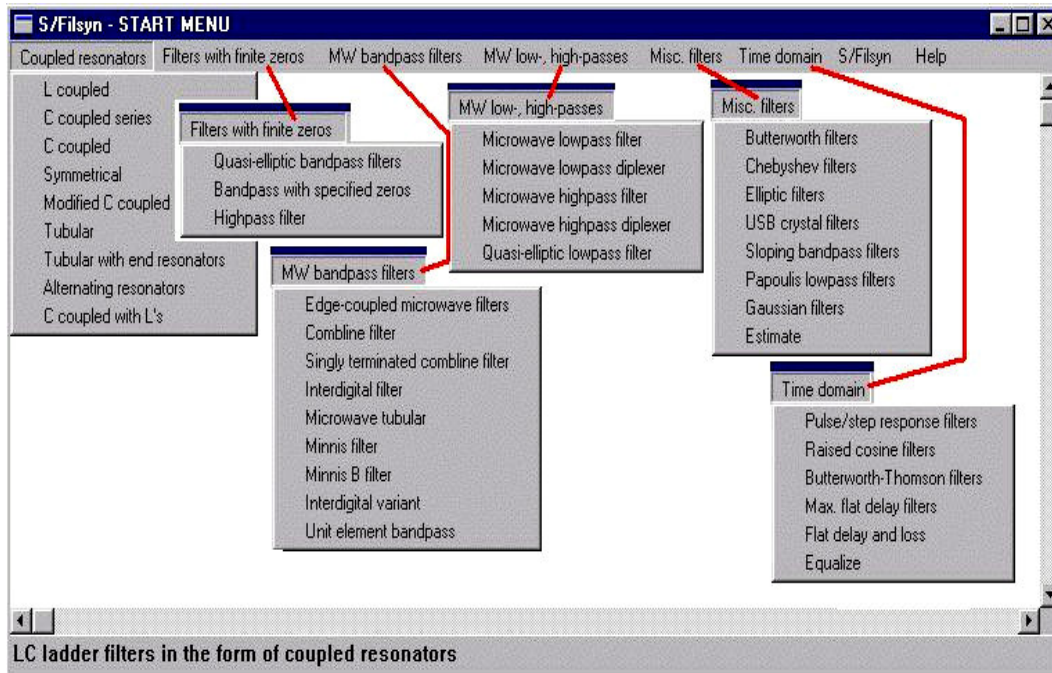 S/Filsyn - START MENU
Coupled resonators Filters with finite zeros MW bandpass filters MW low-, high-passes Misc. filters Time domain S/Filsyn Help
L coupled
C coupled series
C coupled
Symmetrical
Modified C coupled
Tubular
Tubular with end resonators
Alternating resonators
C coupled with L's
Filters with finite zeros
Quasi-elliptic bandpass filters
Bandpass with specified zeros
Highpass filter
MW bandpass filters
Edge-coupled microwave filters
Combline filter
Singly terminated combline filter
Interdigital filter
Microwave tubular
Minnis filter
Minnis B filter
Interdigital variant
Unit element bandpass
MW low-, high-passes
Microwave lowpass filter
Microwave lowpass diplexer
Microwave highpass filter
Microwave highpass diplexer
Quasi-elliptic lowpass filter
Misc. filters
Butterworth filters
Chebyshev filters
Elliptic filters
USB crystal filters
Sloping bandpass filters
Papoulis lowpass filters
Gaussian filters
Estimate
Time domain
Pulse/step response filters
Raised cosine filters
Butterworth-Thomson filters
Max. flat delay filters
Flat delay and loss
Equalize
LC ladder filters in the form of coupled resonators